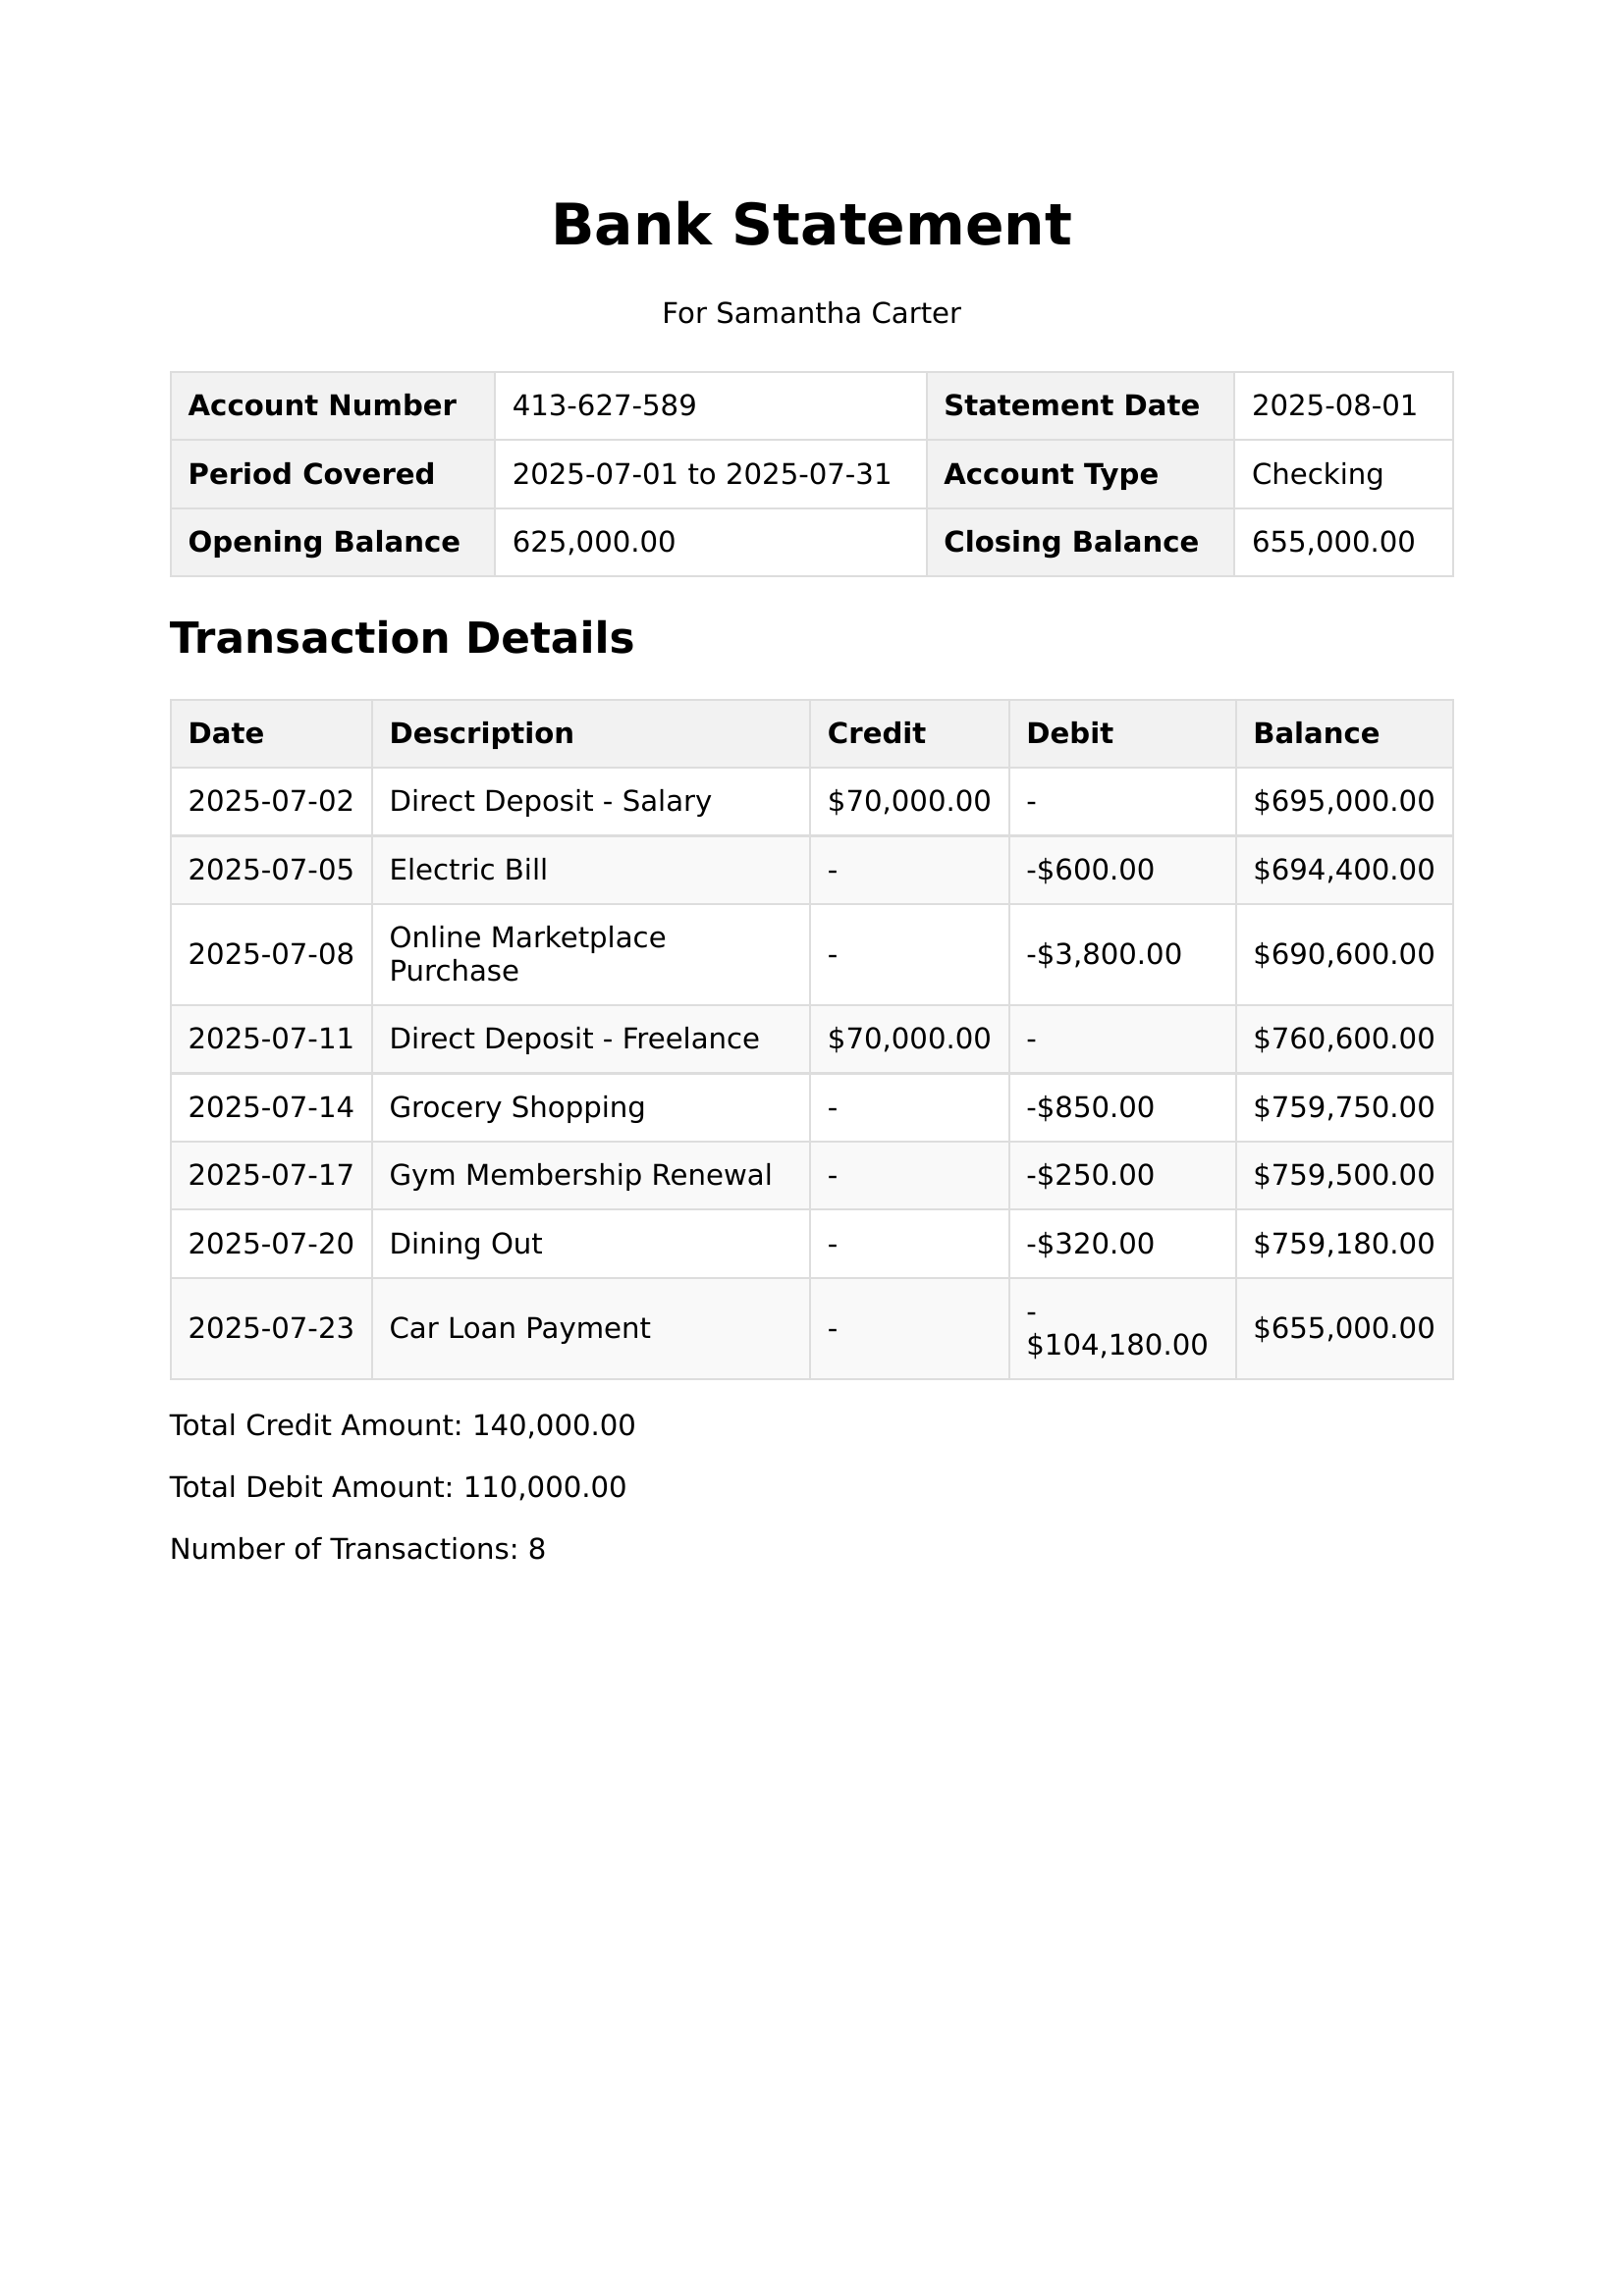 Bank Statement
For Samantha Carter
Account Number 413-627-589 Statement Date 2025-08-01
Period Covered 2025-07-01 to 2025-07-31 Account Type Checking
Opening Balance 625,000.00 Closing Balance 655,000.00
Transaction Details
Date Description Credit Debit Balance
2025-07-02 Direct Deposit - Salary $70,000.00 - $695,000.00
2025-07-05 Electric Bill - -$600.00 $694,400.00
2025-07-08 Online Marketplace
Purchase - -$3,800.00 $690,600.00
2025-07-11 Direct Deposit - Freelance $70,000.00 - $760,600.00
2025-07-14 Grocery Shopping - -$850.00 $759,750.00
2025-07-17 Gym Membership Renewal - -$250.00 $759,500.00
2025-07-20 Dining Out - -$320.00 $759,180.00
2025-07-23 Car Loan Payment - -
$104,180.00 $655,000.00
Total Credit Amount: 140,000.00
Total Debit Amount: 110,000.00
Number of Transactions: 8